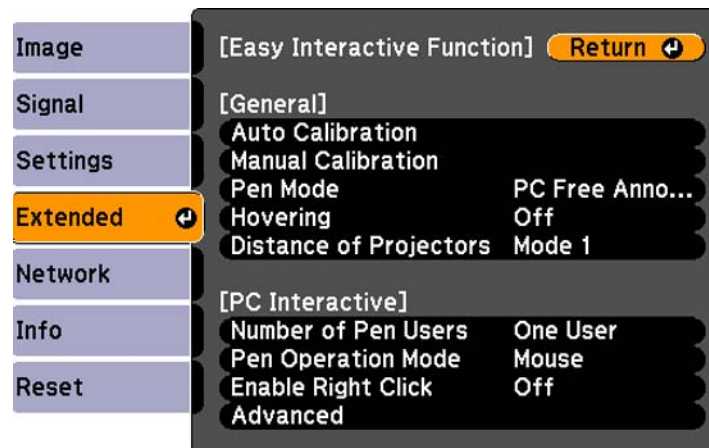 Image
Signal
Settings
Extended
Network
Info
Reset
[Easy Interactive Function] Return
[General]
Auto Calibration
Manual Calibration
Pen Mode PC Free Anno...
Hovering Off
Distance of Projectors Mode 1
[PC Interactive]
Number of Pen Users One User
Pen Operation Mode Mouse
Enable Right Click Off
Advanced